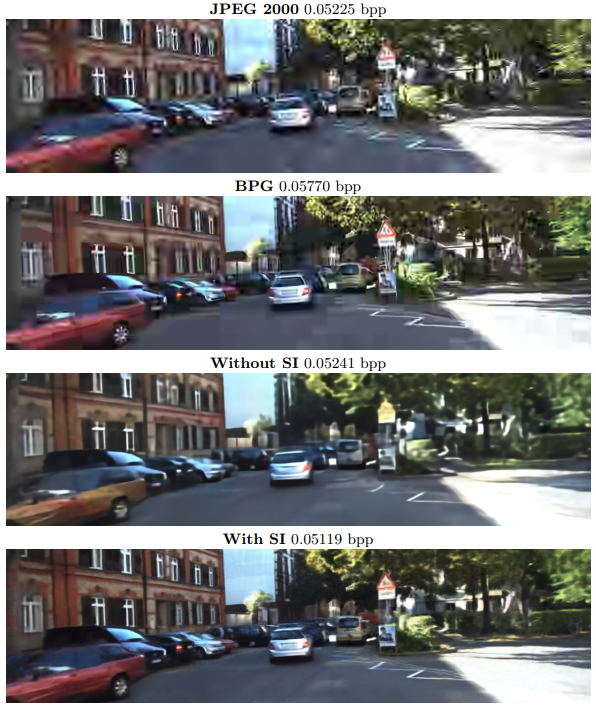 JPEG 2000 0.05225 bpp
BPG 0.05770 bpp
Without SI 0.05241 bpp
With SI 0.05119 bpp